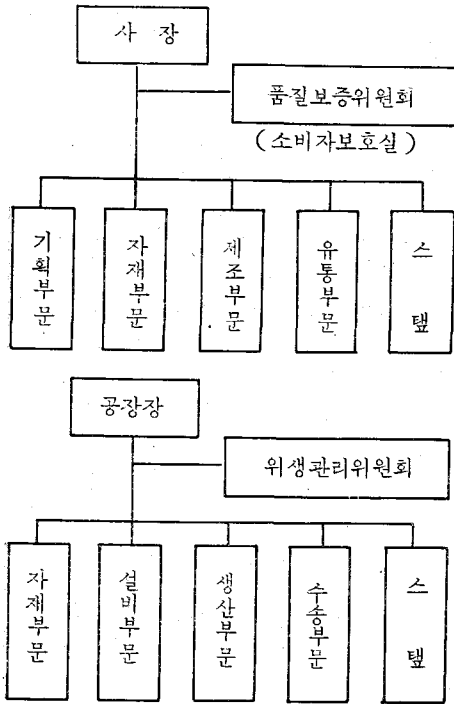 사 장
품질보증위원회
(소비자보호실)
기획부문
자재부문
제조부문
유통부문
스탭
공장장
위생관리위원회
자재부문
설비부문
생산부문
수송부문
스탭